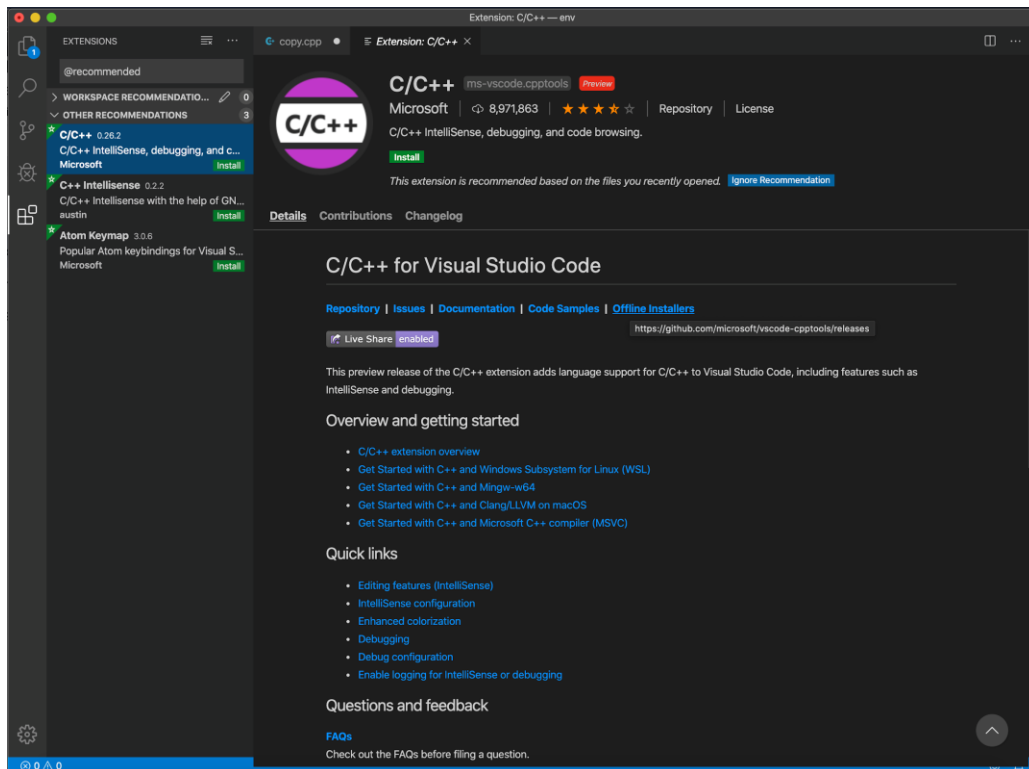 Extension: C/C++ — env
EXTENSIONS
copy.cpp
Extension: C/C++
@recommended
WORKSPACE RECOMMENDATIO... 0
OTHER RECOMMENDATIONS 3
C/C++ 0.26.2
C/C++ IntelliSense, debugging, and c...
Microsoft Install
C++ Intellisense 0.2.2
C/C++ Intellisense with the help of GN...
austin Install
Atom Keymap 3.0.6
Popular Atom keybindings for Visual S...
Microsoft Install
1
0 0
C/C++
C/C++ ms-vscode.cpptools Preview
Microsoft 8,971,863 Repository License
C/C++ IntelliSense, debugging, and code browsing.
Install
This extension is recommended based on the files you recently opened. Ignore Recommendation
Details Contributions Changelog
C/C++ for Visual Studio Code
Repository | Issues | Documentation | Code Samples | Offline Installers
https://github.com/microsoft/vscode-cpptools/releases
Live Share enabled
This preview release of the C/C++ extension adds language support for C/C++ to Visual Studio Code, including features such as
IntelliSense and debugging.
Overview and getting started
• C/C++ extension overview
• Get Started with C++ and Windows Subsystem for Linux (WSL)
• Get Started with C++ and Mingw-w64
• Get Started with C++ and Clang/LLVM on macOS
• Get Started with C++ and Microsoft C++ compiler (MSVC)
Quick links
• Editing features (IntelliSense)
• IntelliSense configuration
• Enhanced colorization
• Debugging
• Debug configuration
• Enable logging for IntelliSense or debugging
Questions and feedback
FAQs
Check out the FAQs before filing a question.